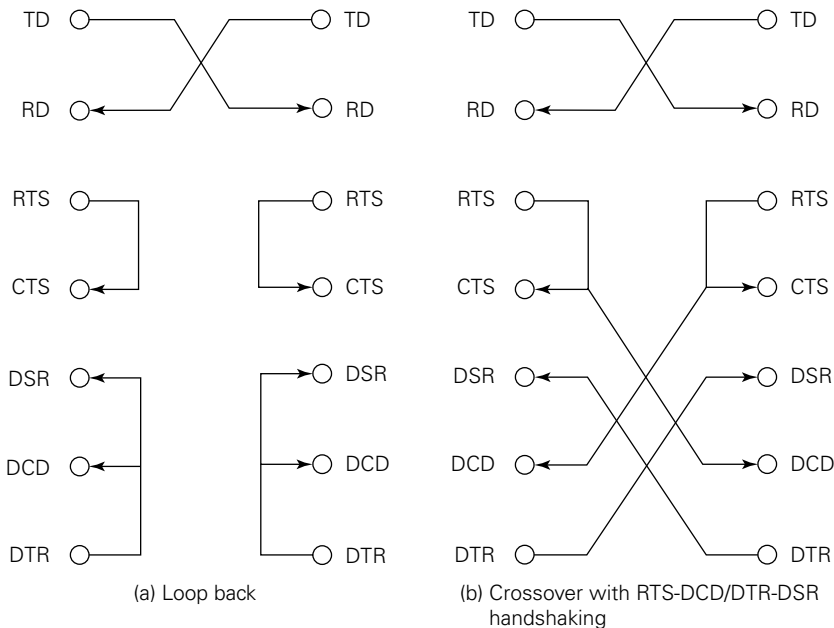 TD TD TD TD
RD RD RD RD
RTS RTS RTS RTS
CTS CTS CTS CTS
DSR DSR DSR DSR
DCD DCD DCD DCD
DTR DTR DTR DTR
(a) Loop back
(b) Crossover with RTS-DCD/DTR-DSR
handshaking